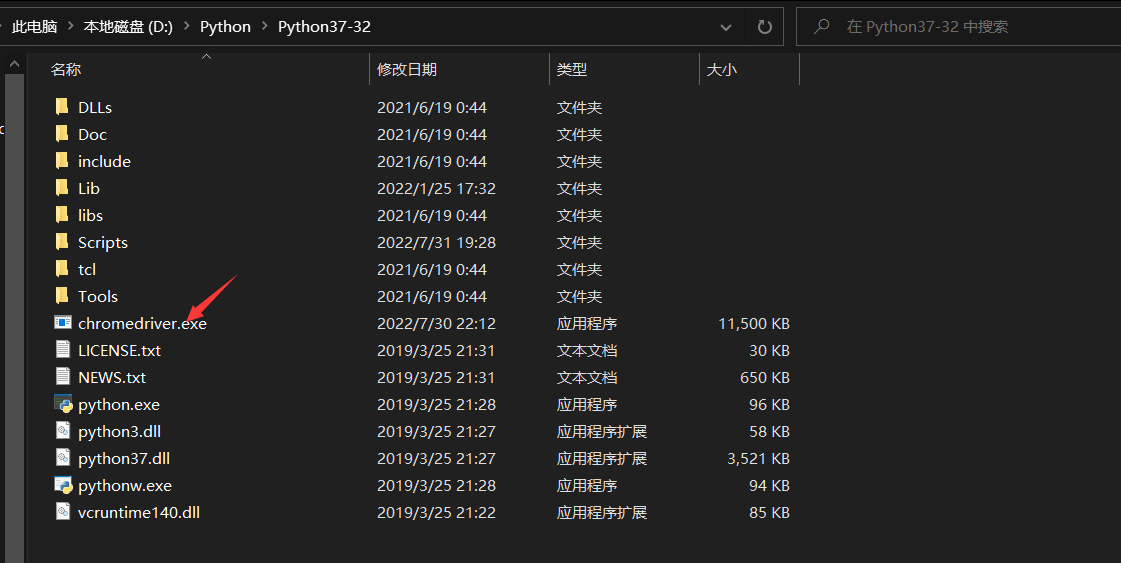 此电脑 > 本地磁盘 (D:) > Python > Python37-32
在 Python37-32 中搜索
名称 修改日期 类型 大小
DLLs 2021/6/19 0:44 文件夹
Doc 2021/6/19 0:44 文件夹
include 2021/6/19 0:44 文件夹
Lib 2022/1/25 17:32 文件夹
libs 2021/6/19 0:44 文件夹
Scripts 2022/7/31 19:28 文件夹
tcl 2021/6/19 0:44 文件夹
Tools 2021/6/19 0:44 文件夹
chromedriver.exe 2022/7/30 22:12 应用程序 11,500 KB
LICENSE.txt 2019/3/25 21:31 文本文档 30 KB
NEWS.txt 2019/3/25 21:31 文本文档 650 KB
python.exe 2019/3/25 21:28 应用程序 96 KB
python3.dll 2019/3/25 21:27 应用程序扩展 58 KB
python37.dll 2019/3/25 21:27 应用程序扩展 3,521 KB
pythonw.exe 2019/3/25 21:28 应用程序 94 KB
vcruntime140.dll 2019/3/25 21:22 应用程序扩展 85 KB